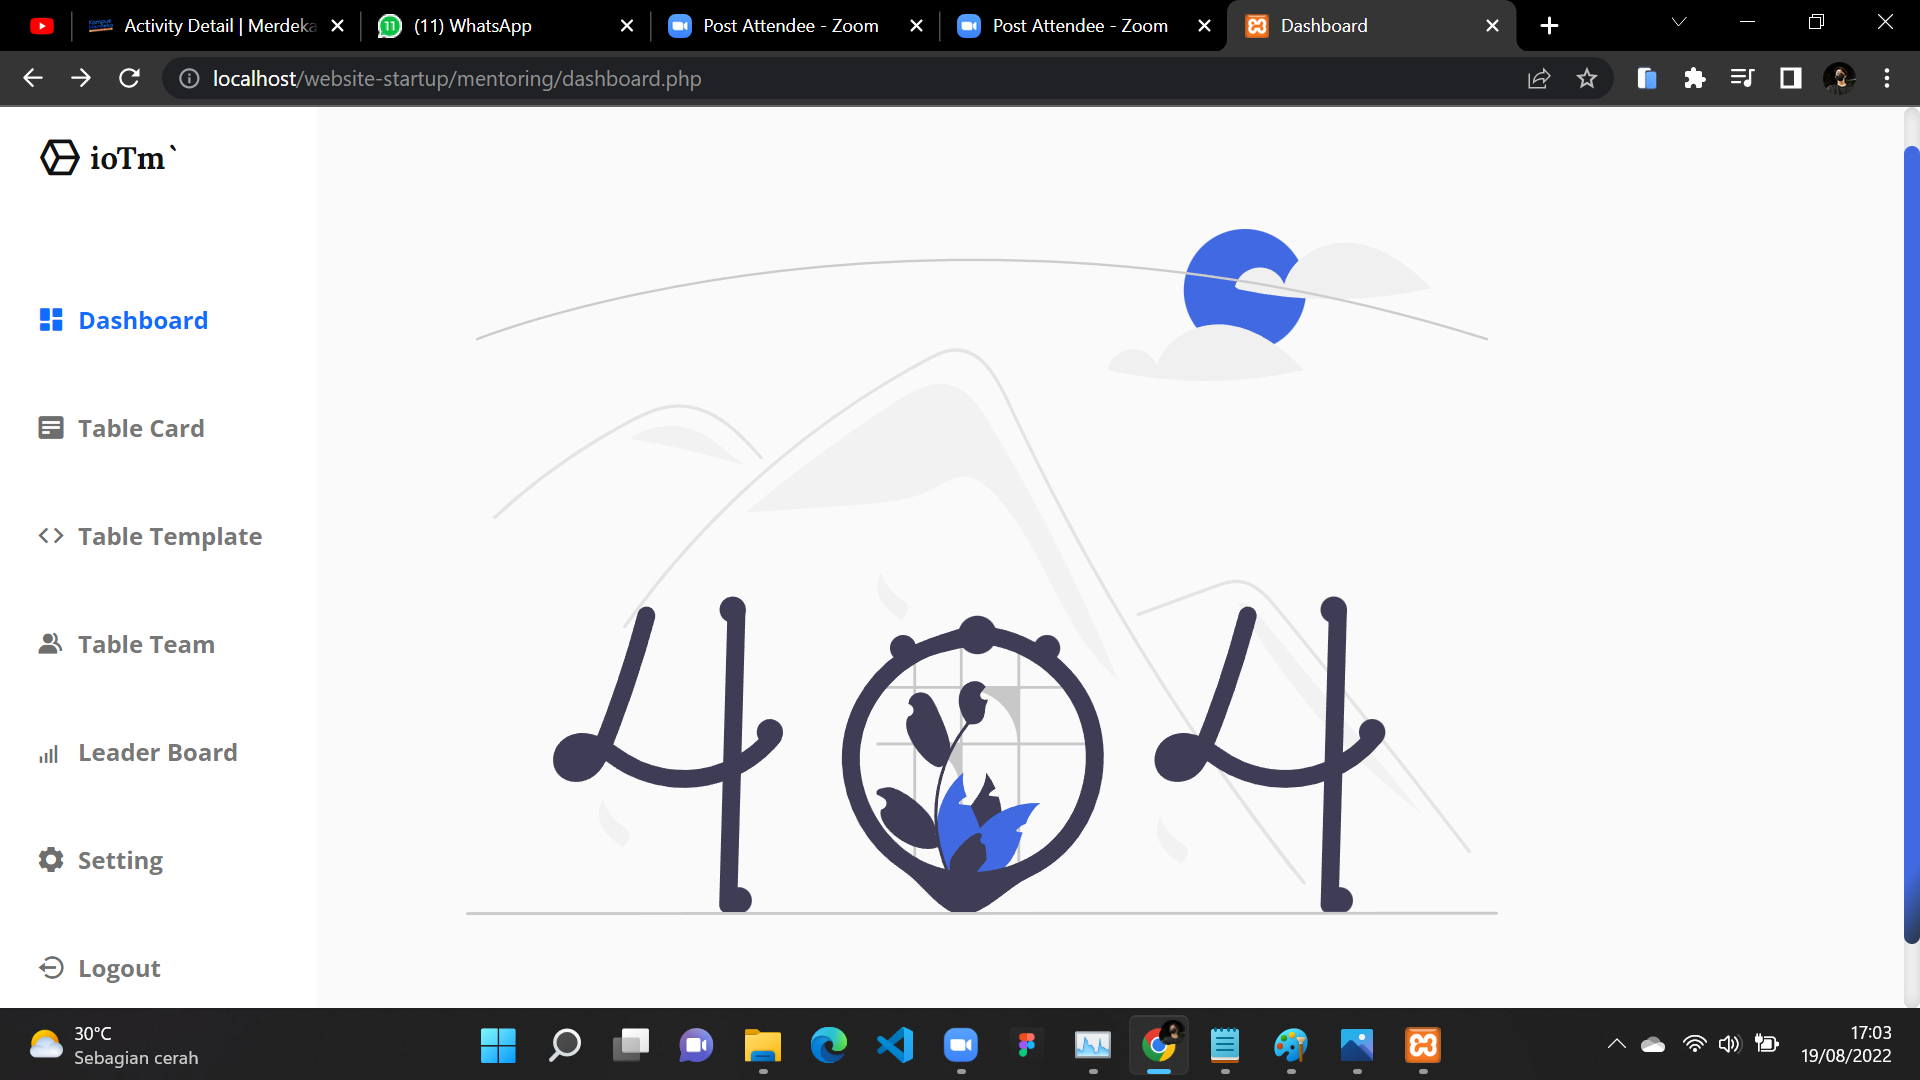 Activity Detail | Merdeka
(11) WhatsApp
Post Attendee - Zoom
Post Attendee - Zoom
Dashboard
localhost/website-startup/mentoring/dashboard.php
ioTm`
Dashboard
Table Card
Table Template
Table Team
Leader Board
Setting
Logout
404
30°C
Sebagian cerah
17:03
19/08/2022